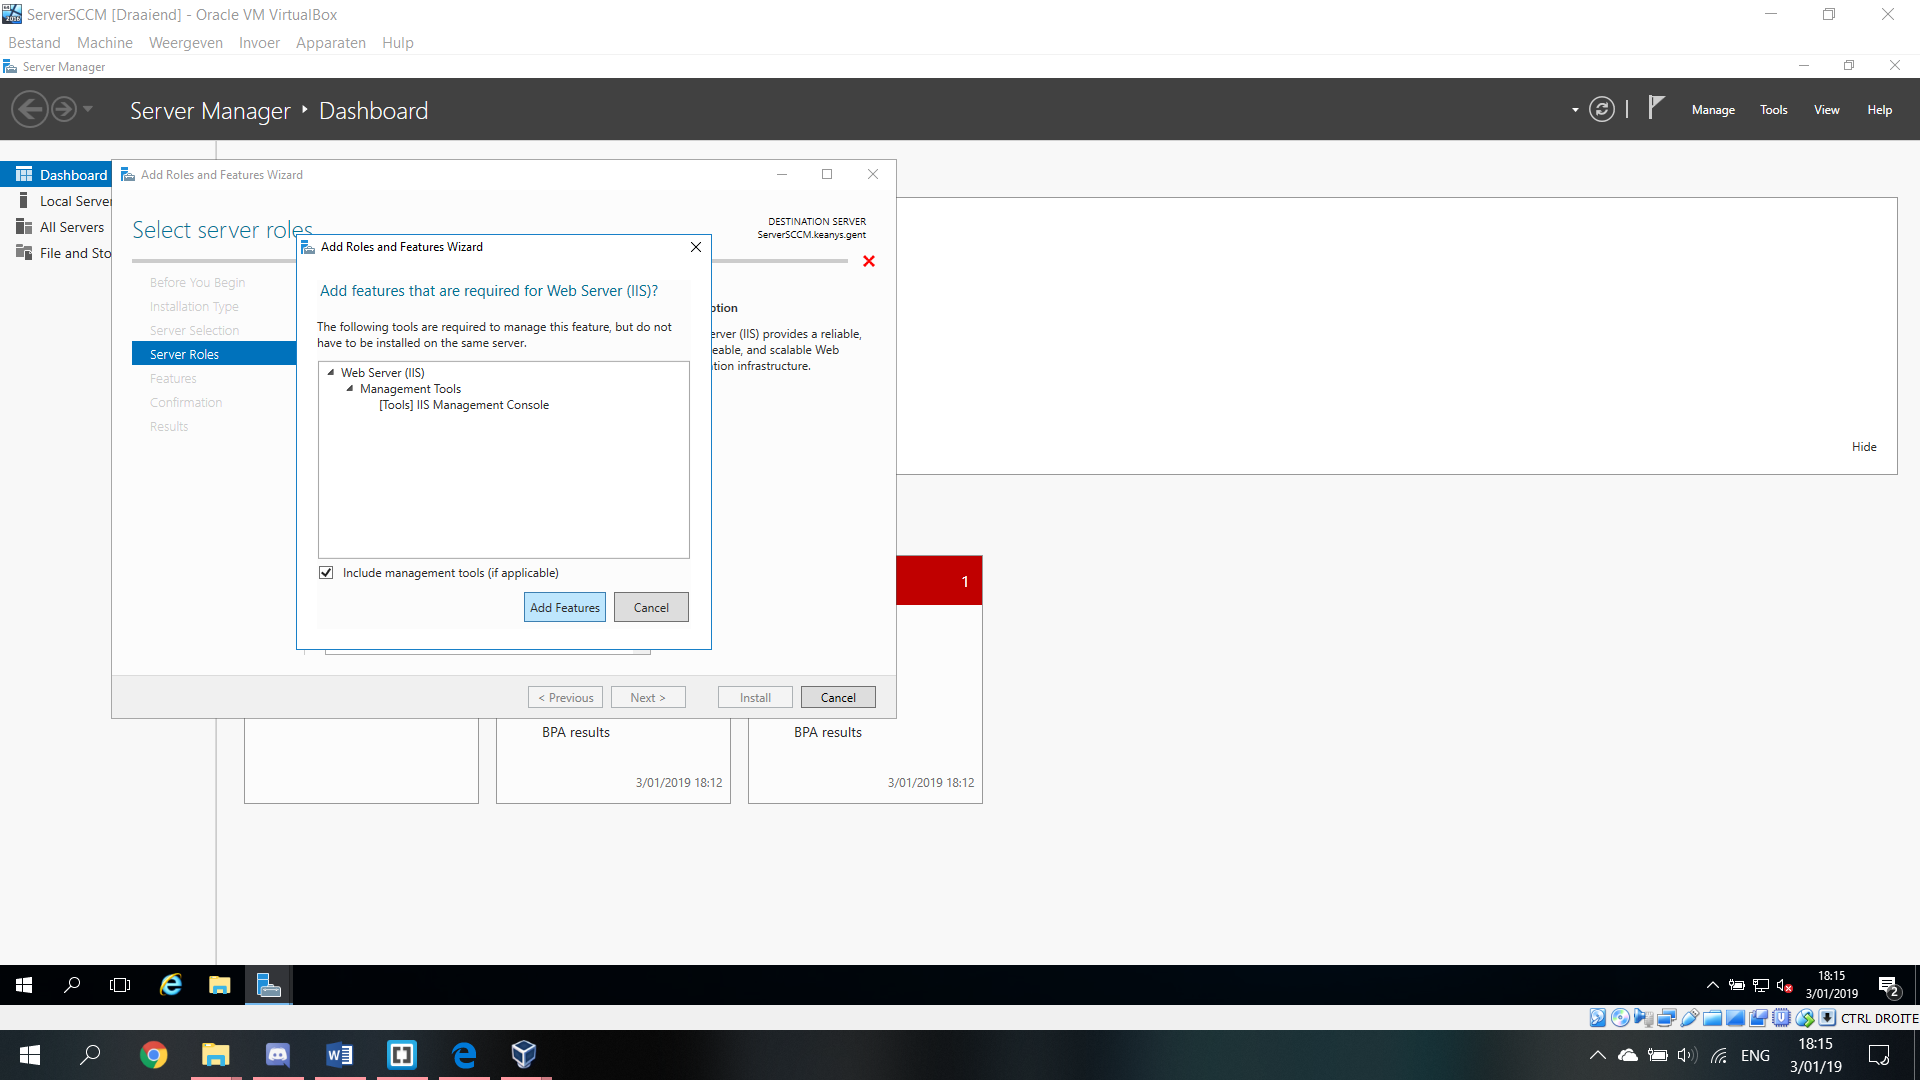 ServerSCCM [Draaiend] - Oracle VM VirtualBox
Bestand Machine Weergeven Invoer Apparaten Hulp
Server Manager
Server Manager Dashboard
Manage Tools View Help
Dashboard
Local Server
All Servers
File and Sto
Add Roles and Features Wizard
Select server roles
DESTINATION SERVER
ServerSCCM.keanys.gent
Before You Begin
Installation Type
Server Selection
Server Roles
Features
Confirmation
Results
Add Roles and Features Wizard
Add features that are required for Web Server (IIS)?
The following tools are required to manage this feature, but do not
have to be installed on the same server.
Web Server (IIS)
Management Tools
[Tools] IIS Management Console
Include management tools (if applicable)
Add Features Cancel
ption
erver (IIS) provides a reliable,
eable, and scalable Web
tion infrastructure.
< Previous Next > Install Cancel
Hide
1
BPA results
3/01/2019 18:12
BPA results
3/01/2019 18:12
18:15
3/01/2019
2
CTRL DROITE
ENG
18:15
3/01/19